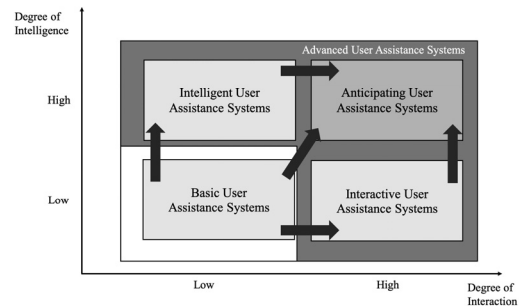 Degree of
Intelligence
Advanced User Assistance Systems
High
Intelligent User
Assistance Systems
Anticipating User
Assistance Systems
Low
Basic User
Assistance Systems
Interactive User
Assistance Systems
Low
High
Degree of
Interaction